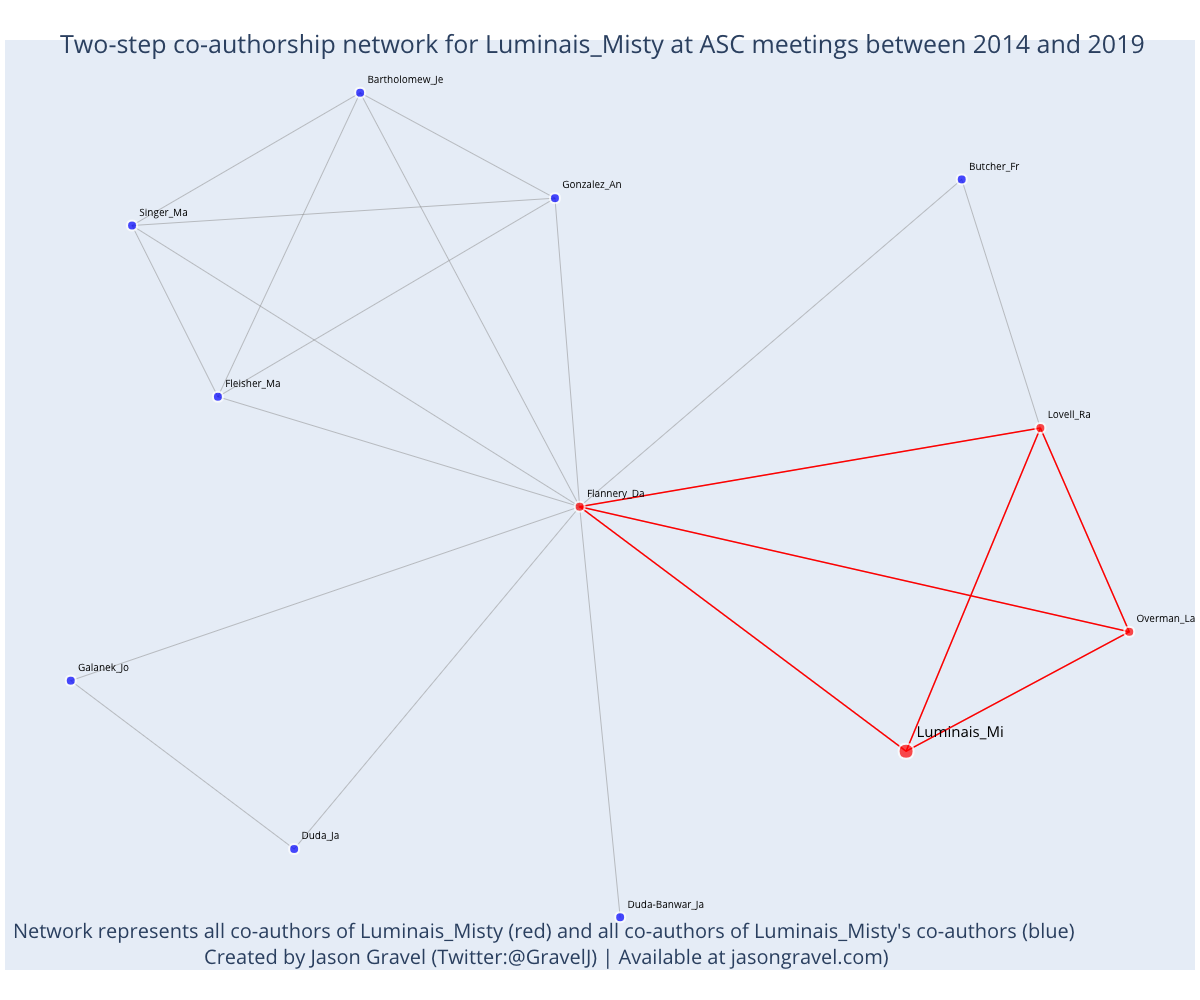 Two-step co-authorship network for Luminais_Misty at ASC meetings between 2014 and 2019
Bartholomew_Je
Butcher_Fr
Gonzalez_An
Singer_Ma
Fleisher_Ma
Lovell_Ra
Flannery_Da
Overman_La
Galanek_Jo
Luminais_Mi
Duda_Ja
Duda-Banwar_Ja
Network represents all co-authors of Luminais_Misty (red) and all co-authors of Luminais_Misty's co-authors (blue)
Created by Jason Gravel (Twitter:@GravelJ) | Available at jasongravel.com)